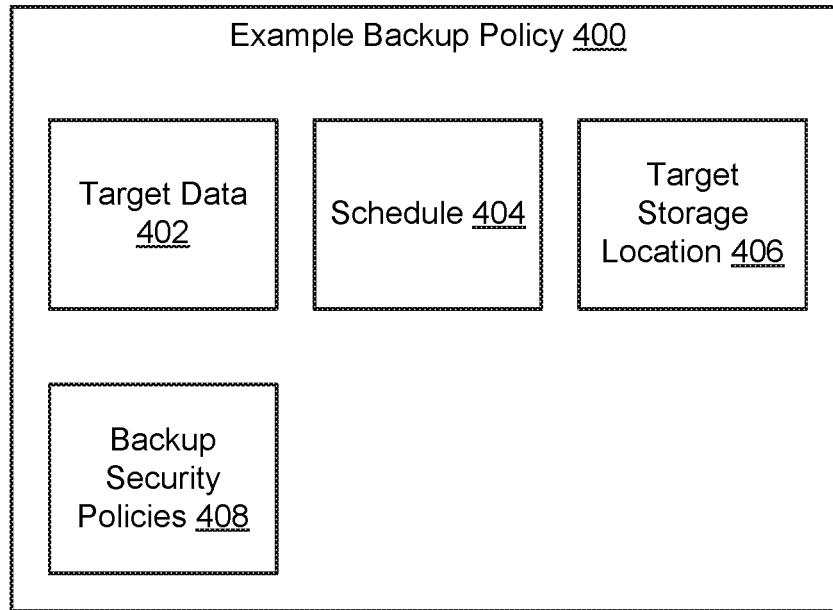 Example Backup Policy 400
Target Data
402
Schedule 404
Target
Storage
Location 406
Backup
Security
Policies 408